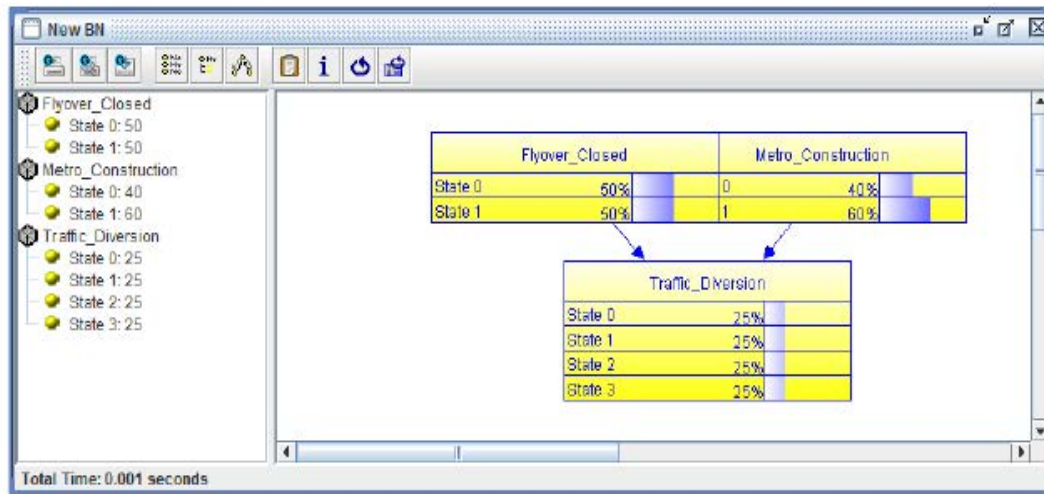 New BN
Flyover_Closed
State 0: 50
State 1: 50
Metro_Construction
State 0: 40
State 1: 60
Traffic_Diversion
State 0: 25
State 1: 25
State 2: 25
State 3: 25
Flyover_Closed Metro_Construction
State 0 50% 0 40%
State 1 50% 1 60%
Traffic_Diversion
State 0 25%
State 1 25%
State 2 25%
State 3 25%
Total Time: 0.001 seconds